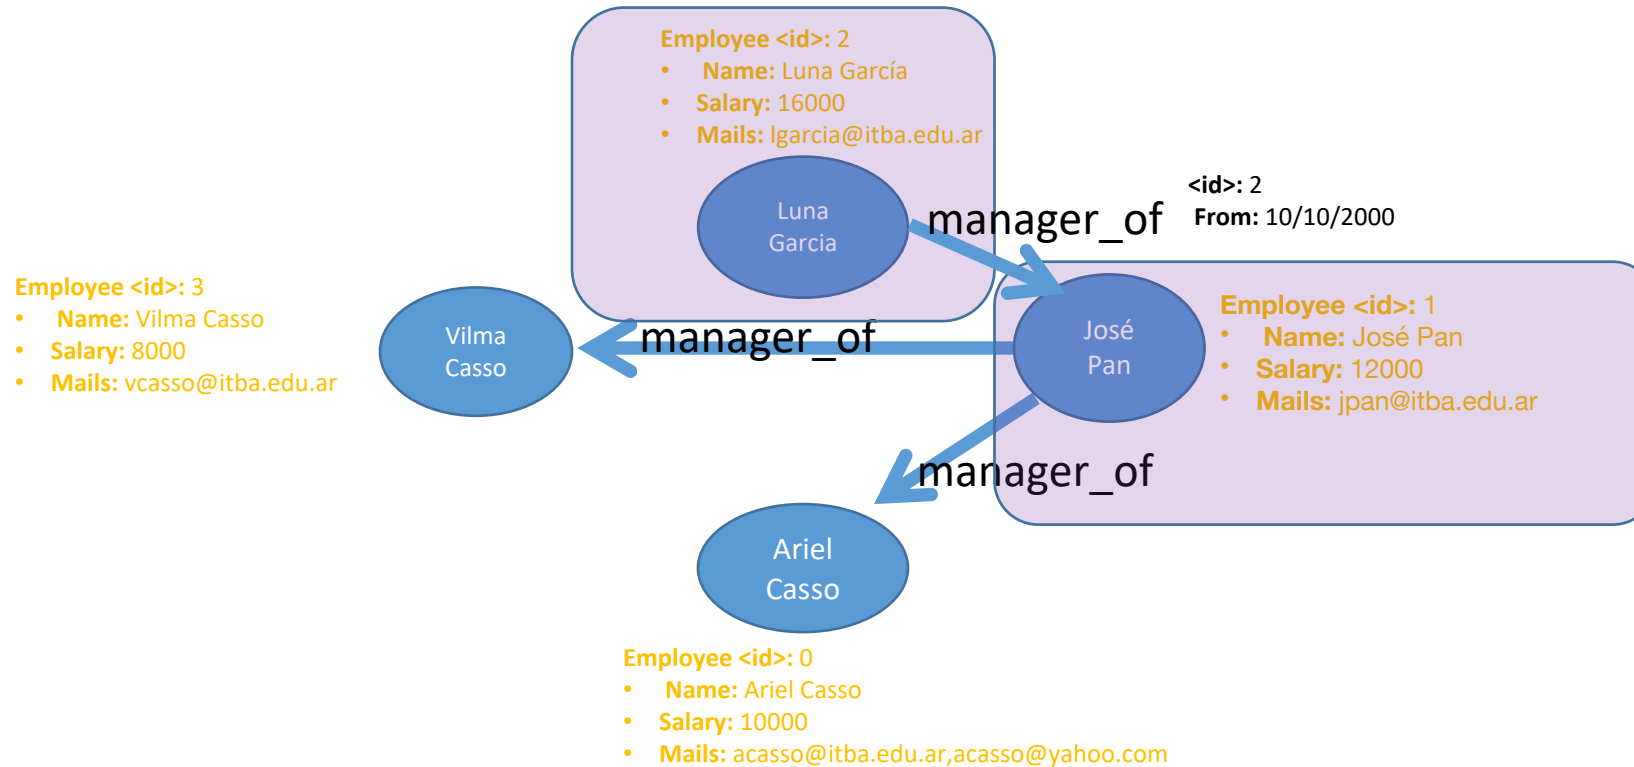 Employee <id>: 2
• Name: Luna García
• Salary: 16000
• Mails: lgarcia@itba.edu.ar
Luna
Garcia
manager_of
<id>: 2
From: 10/10/2000
Employee <id>: 3
• Name: Vilma Casso
• Salary: 8000
• Mails: vcasso@itba.edu.ar
Vilma
Casso
manager_of
José
Pan
Employee <id>: 1
• Name: José Pan
• Salary: 12000
• Mails: jpan@itba.edu.ar
manager_of
Ariel
Casso
Employee <id>: 0
• Name: Ariel Casso
• Salary: 10000
• Mails: acasso@itba.edu.ar,acasso@yahoo.com